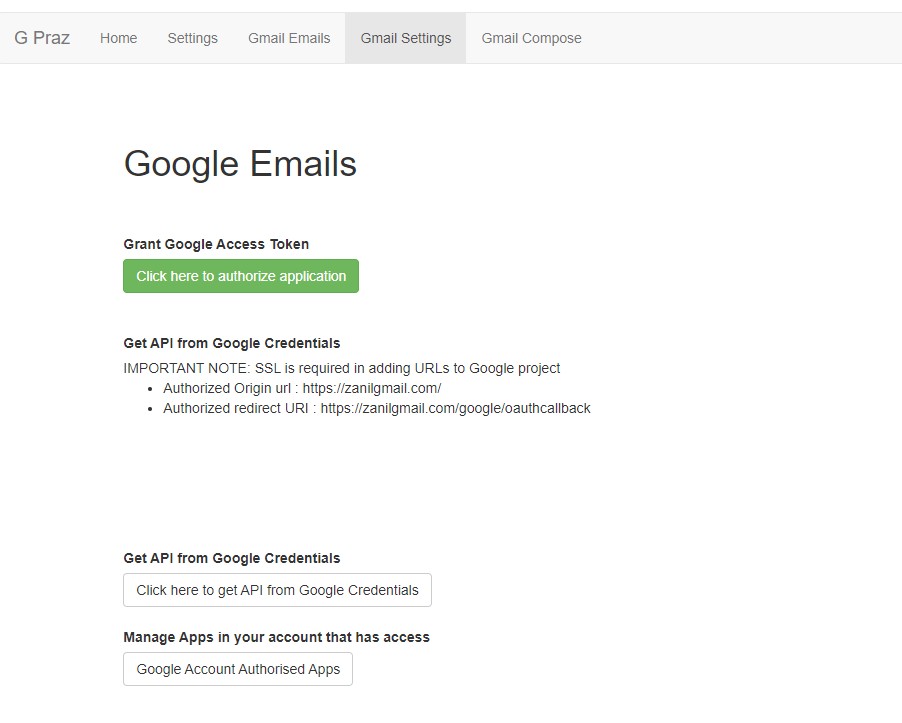 G Praz Home Settings Gmail Emails Gmail Settings Gmail Compose
Google Emails
Grant Google Access Token
Click here to authorize application
Get API from Google Credentials
IMPORTANT NOTE: SSL is required in adding URLs to Google project
• Authorized Origin url : https://zanilgmail.com/
• Authorized redirect URI : https://zanilgmail.com/google/oauthcallback
Get API from Google Credentials
Click here to get API from Google Credentials
Manage Apps in your account that has access
Google Account Authorised Apps